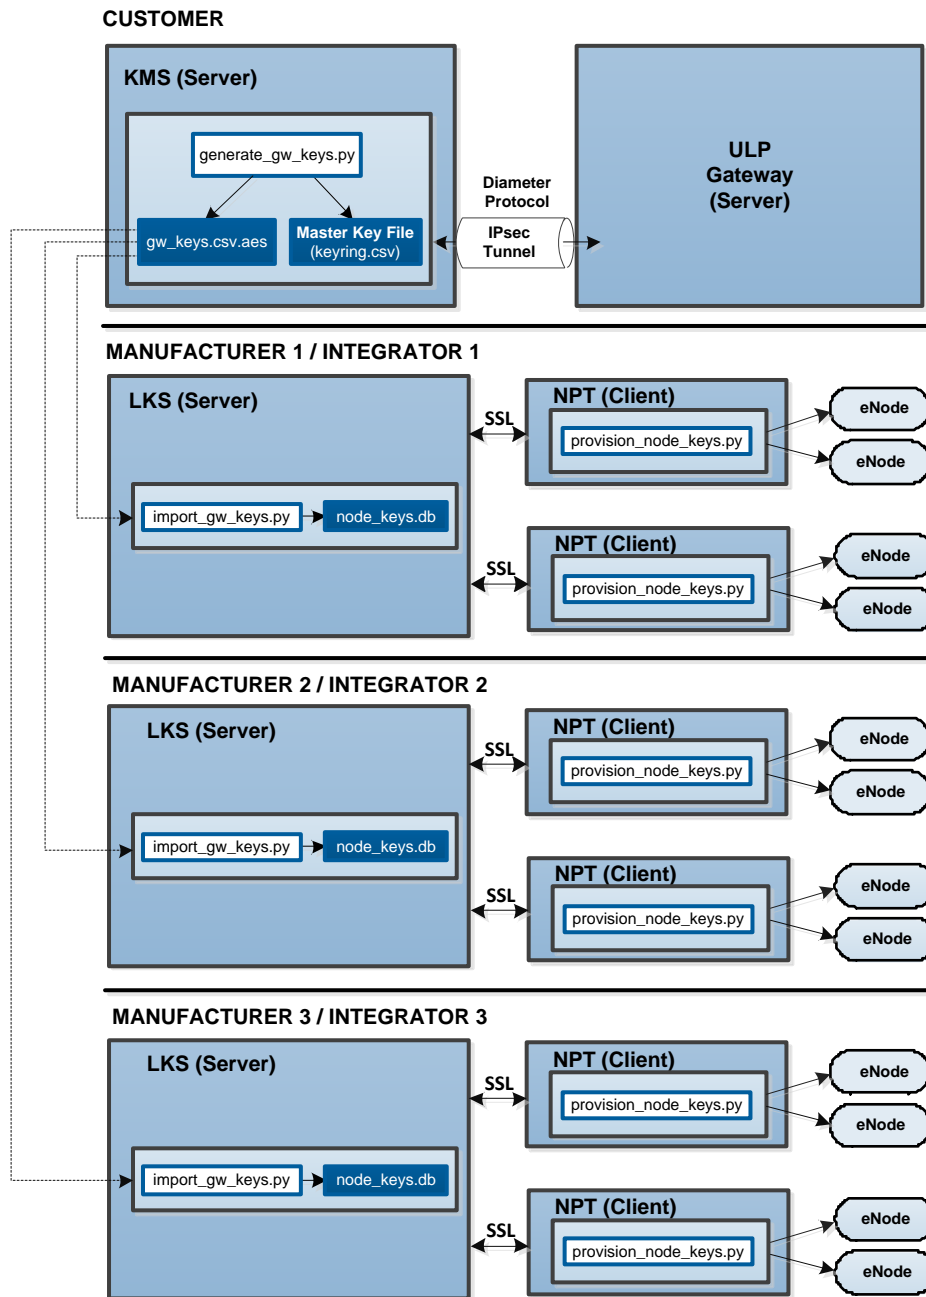 CUSTOMER
KMS (Server)
generate_gw_keys.py
gw_keys.csv.aes
Master Key File
(keyring.csv)
Diameter
Protocol
IPsec
Tunnel
ULP
Gateway
(Server)
MANUFACTURER 1 / INTEGRATOR 1
LKS (Server)
import_gw_keys.py
node_keys.db
SSL
NPT (Client)
provision_node_keys.py
eNode
eNode
SSL
NPT (Client)
provision_node_keys.py
eNode
eNode
MANUFACTURER 2 / INTEGRATOR 2
LKS (Server)
import_gw_keys.py
node_keys.db
SSL
NPT (Client)
provision_node_keys.py
eNode
eNode
SSL
NPT (Client)
provision_node_keys.py
eNode
eNode
MANUFACTURER 3 / INTEGRATOR 3
LKS (Server)
import_gw_keys.py
node_keys.db
SSL
NPT (Client)
provision_node_keys.py
eNode
eNode
SSL
NPT (Client)
provision_node_keys.py
eNode
eNode